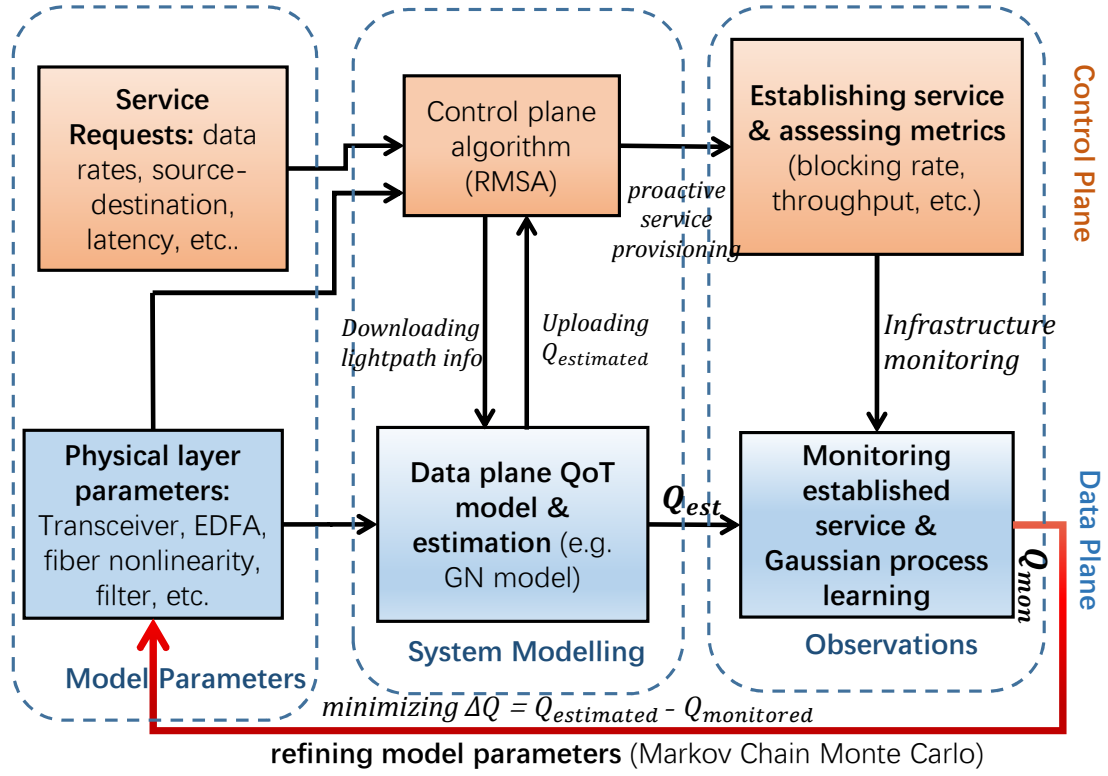 Service
Requests: data
rates, source-
destination,
latency, etc..
Control plane
algorithm
(RMSA)
proactive
service
provisioning
Establishing service
& assessing metrics
(blocking rate,
throughput, etc.)
Control Plane
Downloading
lightpath info
Uploading
Q_estimated
Infrastructure
monitoring
Physical layer
parameters:
Transceiver, EDFA,
fiber nonlinearity,
filter, etc.
Data plane QoT
model &
estimation (e.g.
GN model)
Q_est
Monitoring
established
service &
Gaussian process
learning
Q_mon
Data Plane
Model Parameters
System Modelling
Observations
minimizing ΔQ = Q_estimated - Q_monitored
refining model parameters (Markov Chain Monte Carlo)